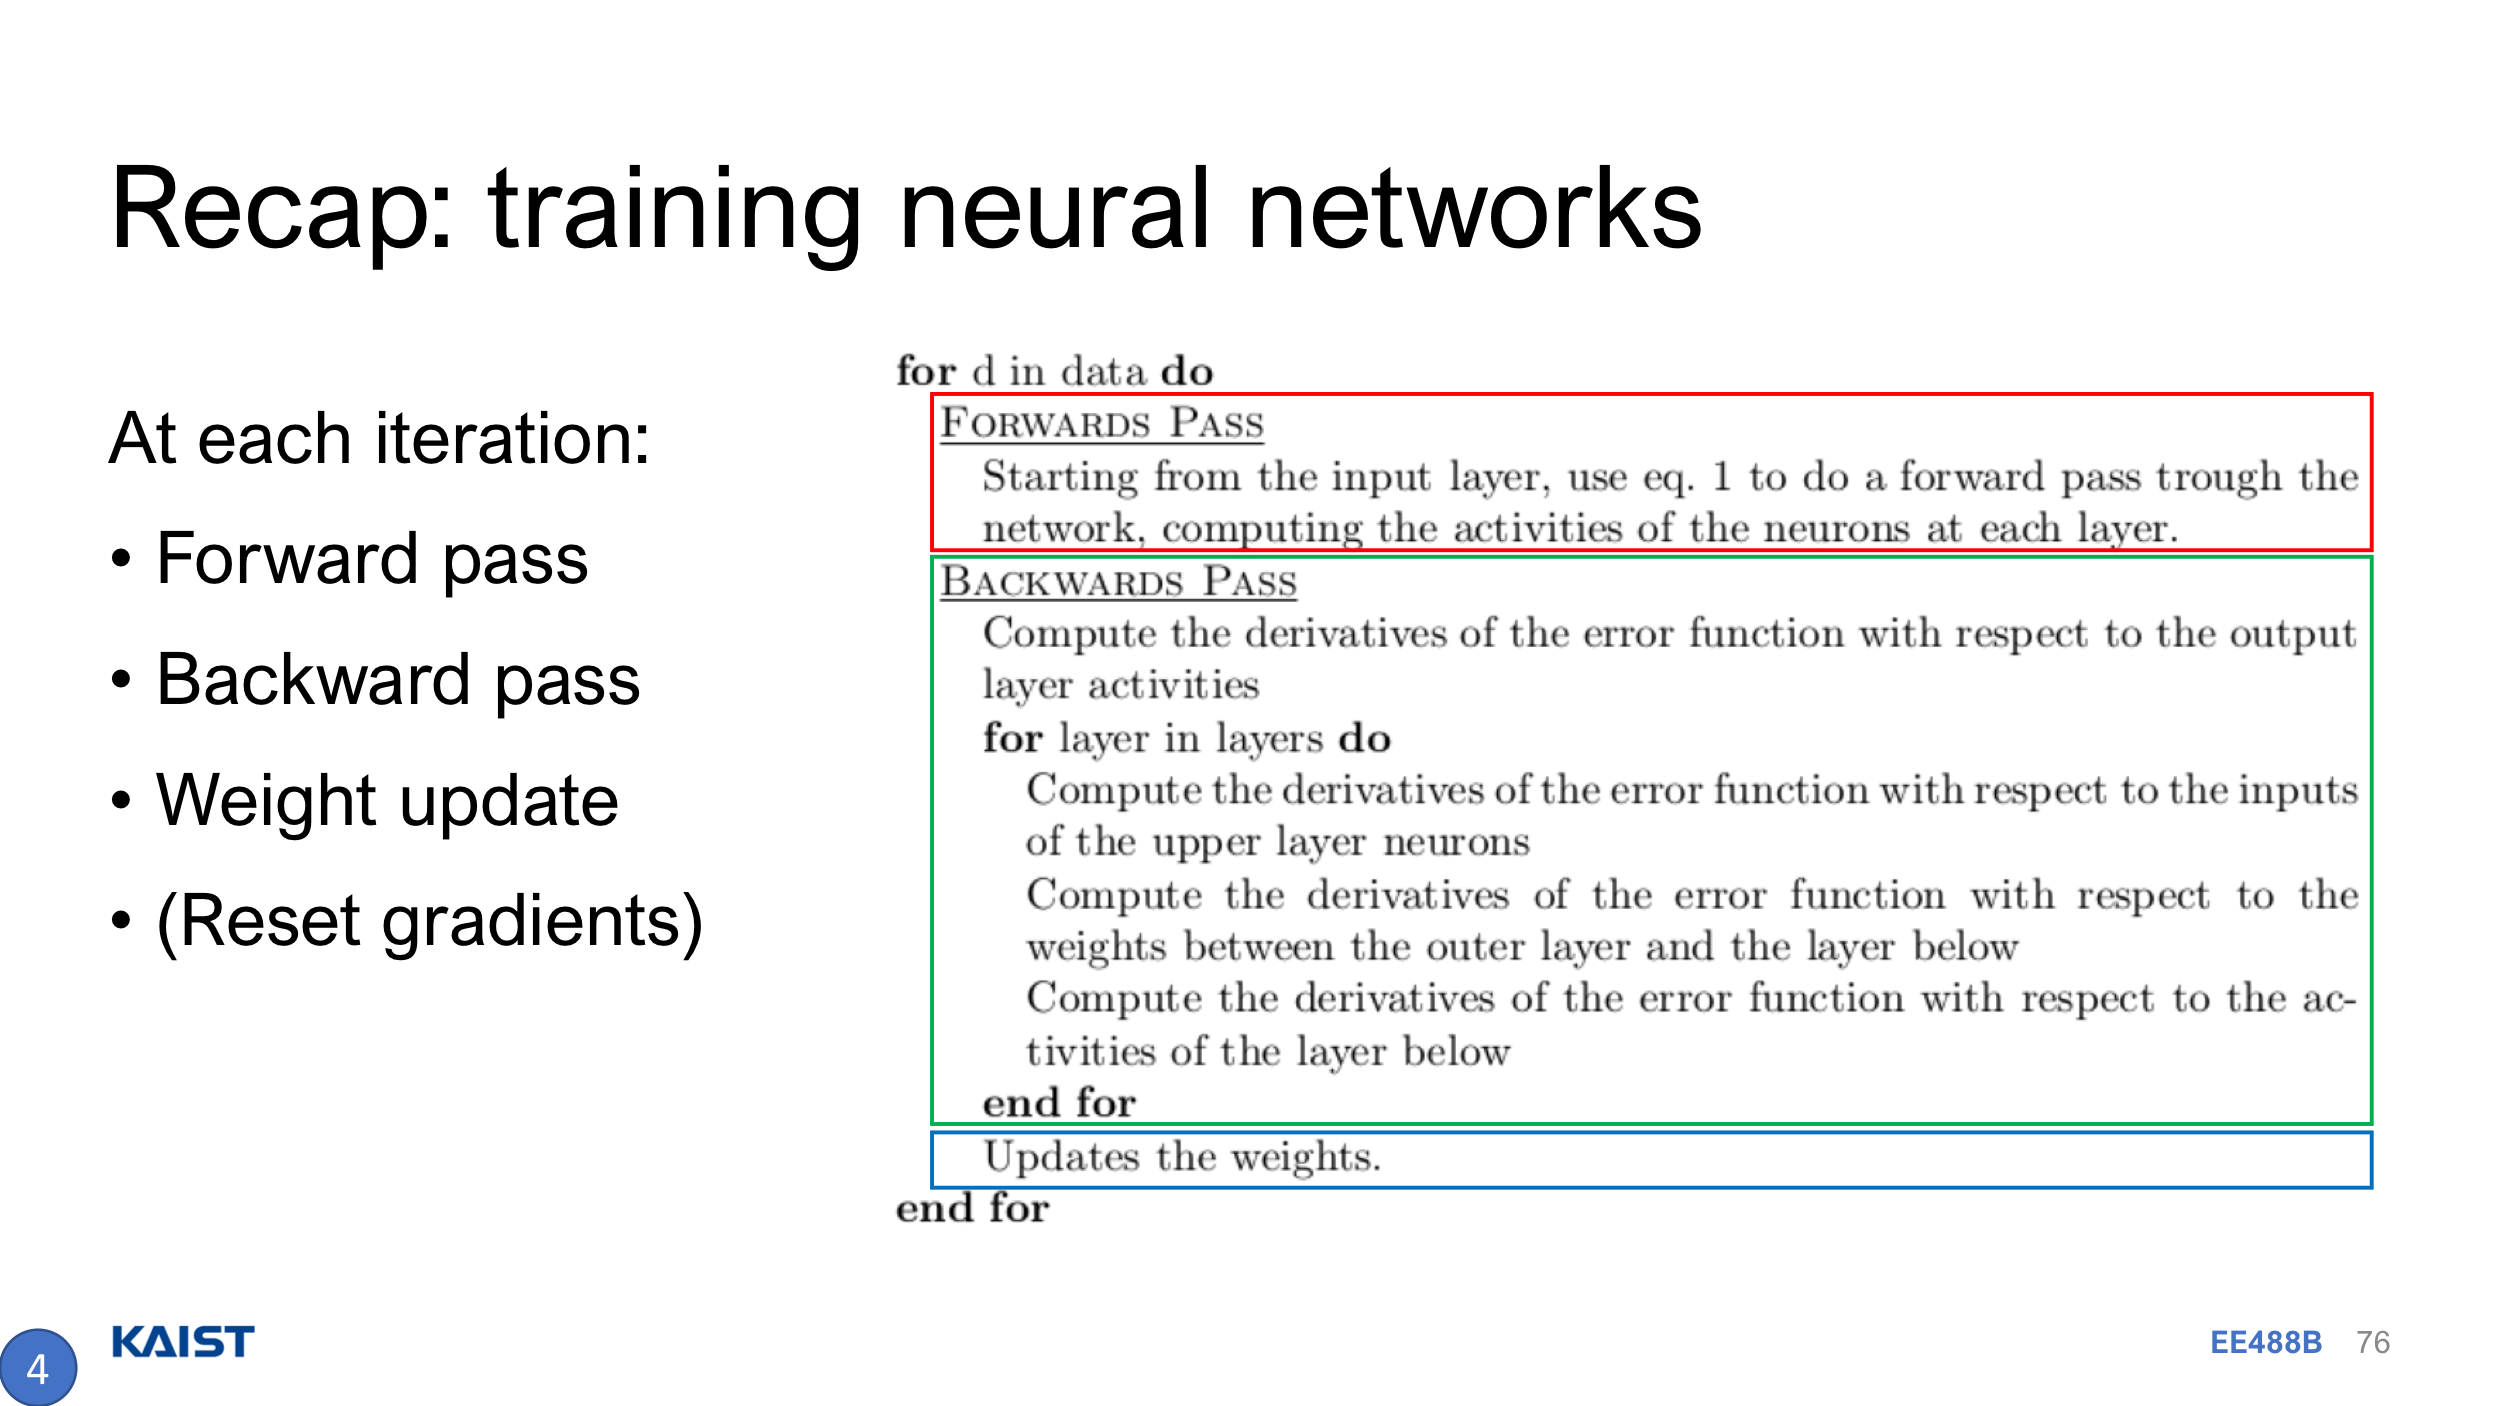 Recap: training neural networks
At each iteration:
• Forward pass
• Backward pass
• Weight update
• (Reset gradients)
for d in data do
FORWARDS PASS
Starting from the input layer, use eq. 1 to do a forward pass trough the
network, computing the activities of the neurons at each layer.
BACKWARDS PASS
Compute the derivatives of the error function with respect to the output
layer activities
for layer in layers do
Compute the derivatives of the error function with respect to the inputs
of the upper layer neurons
Compute the derivatives of the error function with respect to the
weights between the outer layer and the layer below
Compute the derivatives of the error function with respect to the ac-
tivities of the layer below
end for
Updates the weights.
end for
4
KAIST
EE488B 76